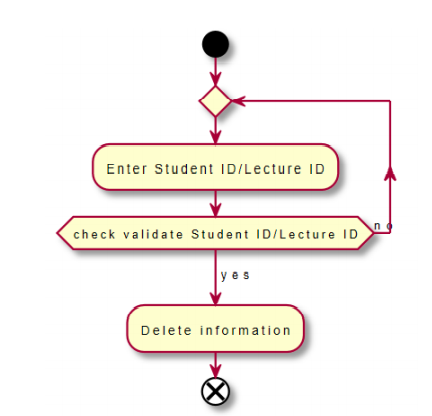 Enter Student ID/Lecture ID
check validate Student ID/Lecture ID
no
yes
Delete information